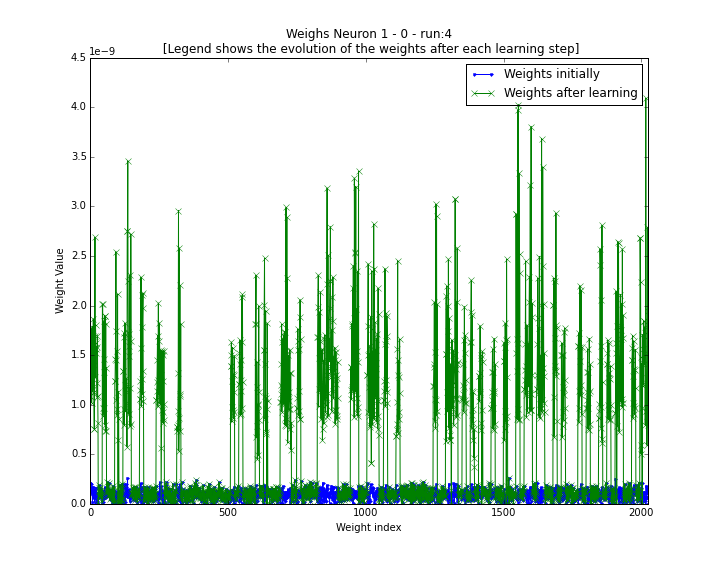 Weighs Neuron 1 - 0 - run:4
[Legend shows the evolution of the weights after each learning step]
1e−9
Weights initially
Weights after learning
4.5
4.0
3.5
3.0
2.5
2.0
1.5
1.0
0.5
0.0
Weight Value
0
500
1000
1500
2000
Weight index